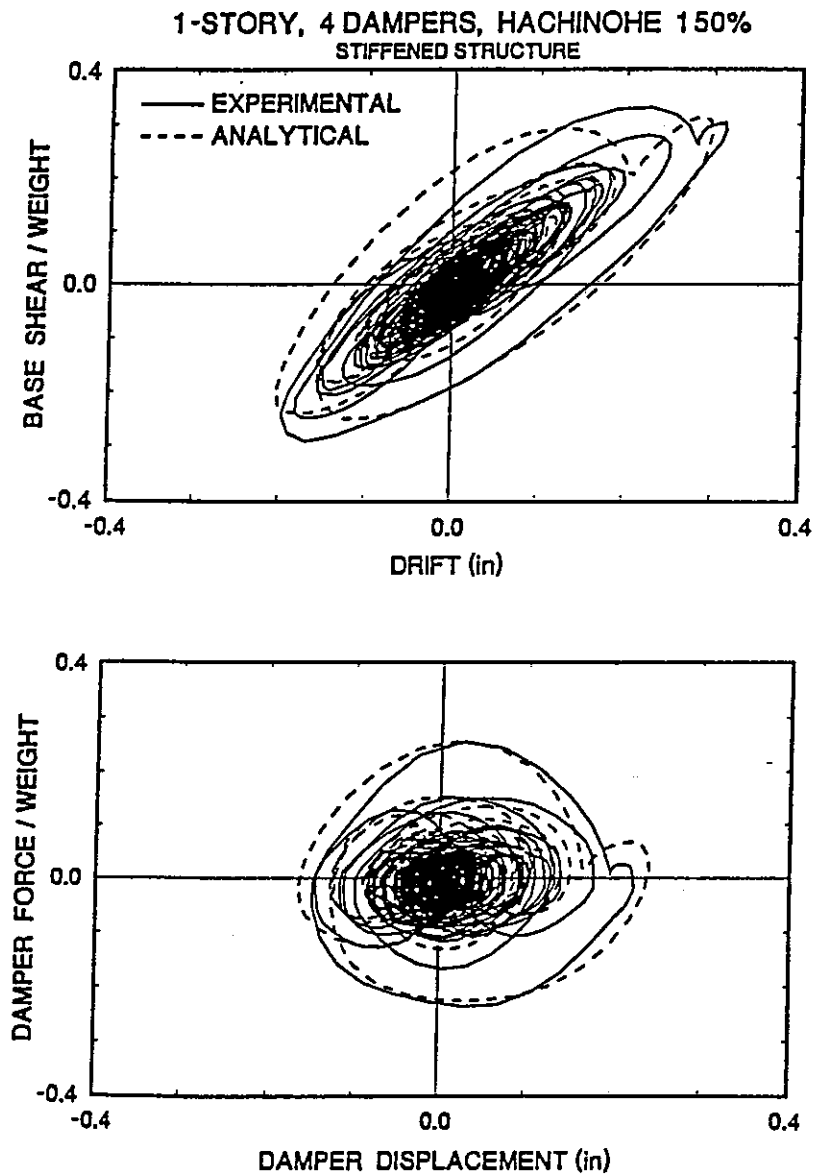 1-STORY, 4 DAMPERS, HACHINOHE 150%
STIFFENED STRUCTURE
0.4
EXPERIMENTAL
ANALYTICAL
BASE SHEAR / WEIGHT
0.0
-0.4
-0.4
0.0
0.4
DRIFT (in)
0.4
DAMPER FORCE / WEIGHT
0.0
-0.4
-0.4
0.0
0.4
DAMPER DISPLACEMENT (in)